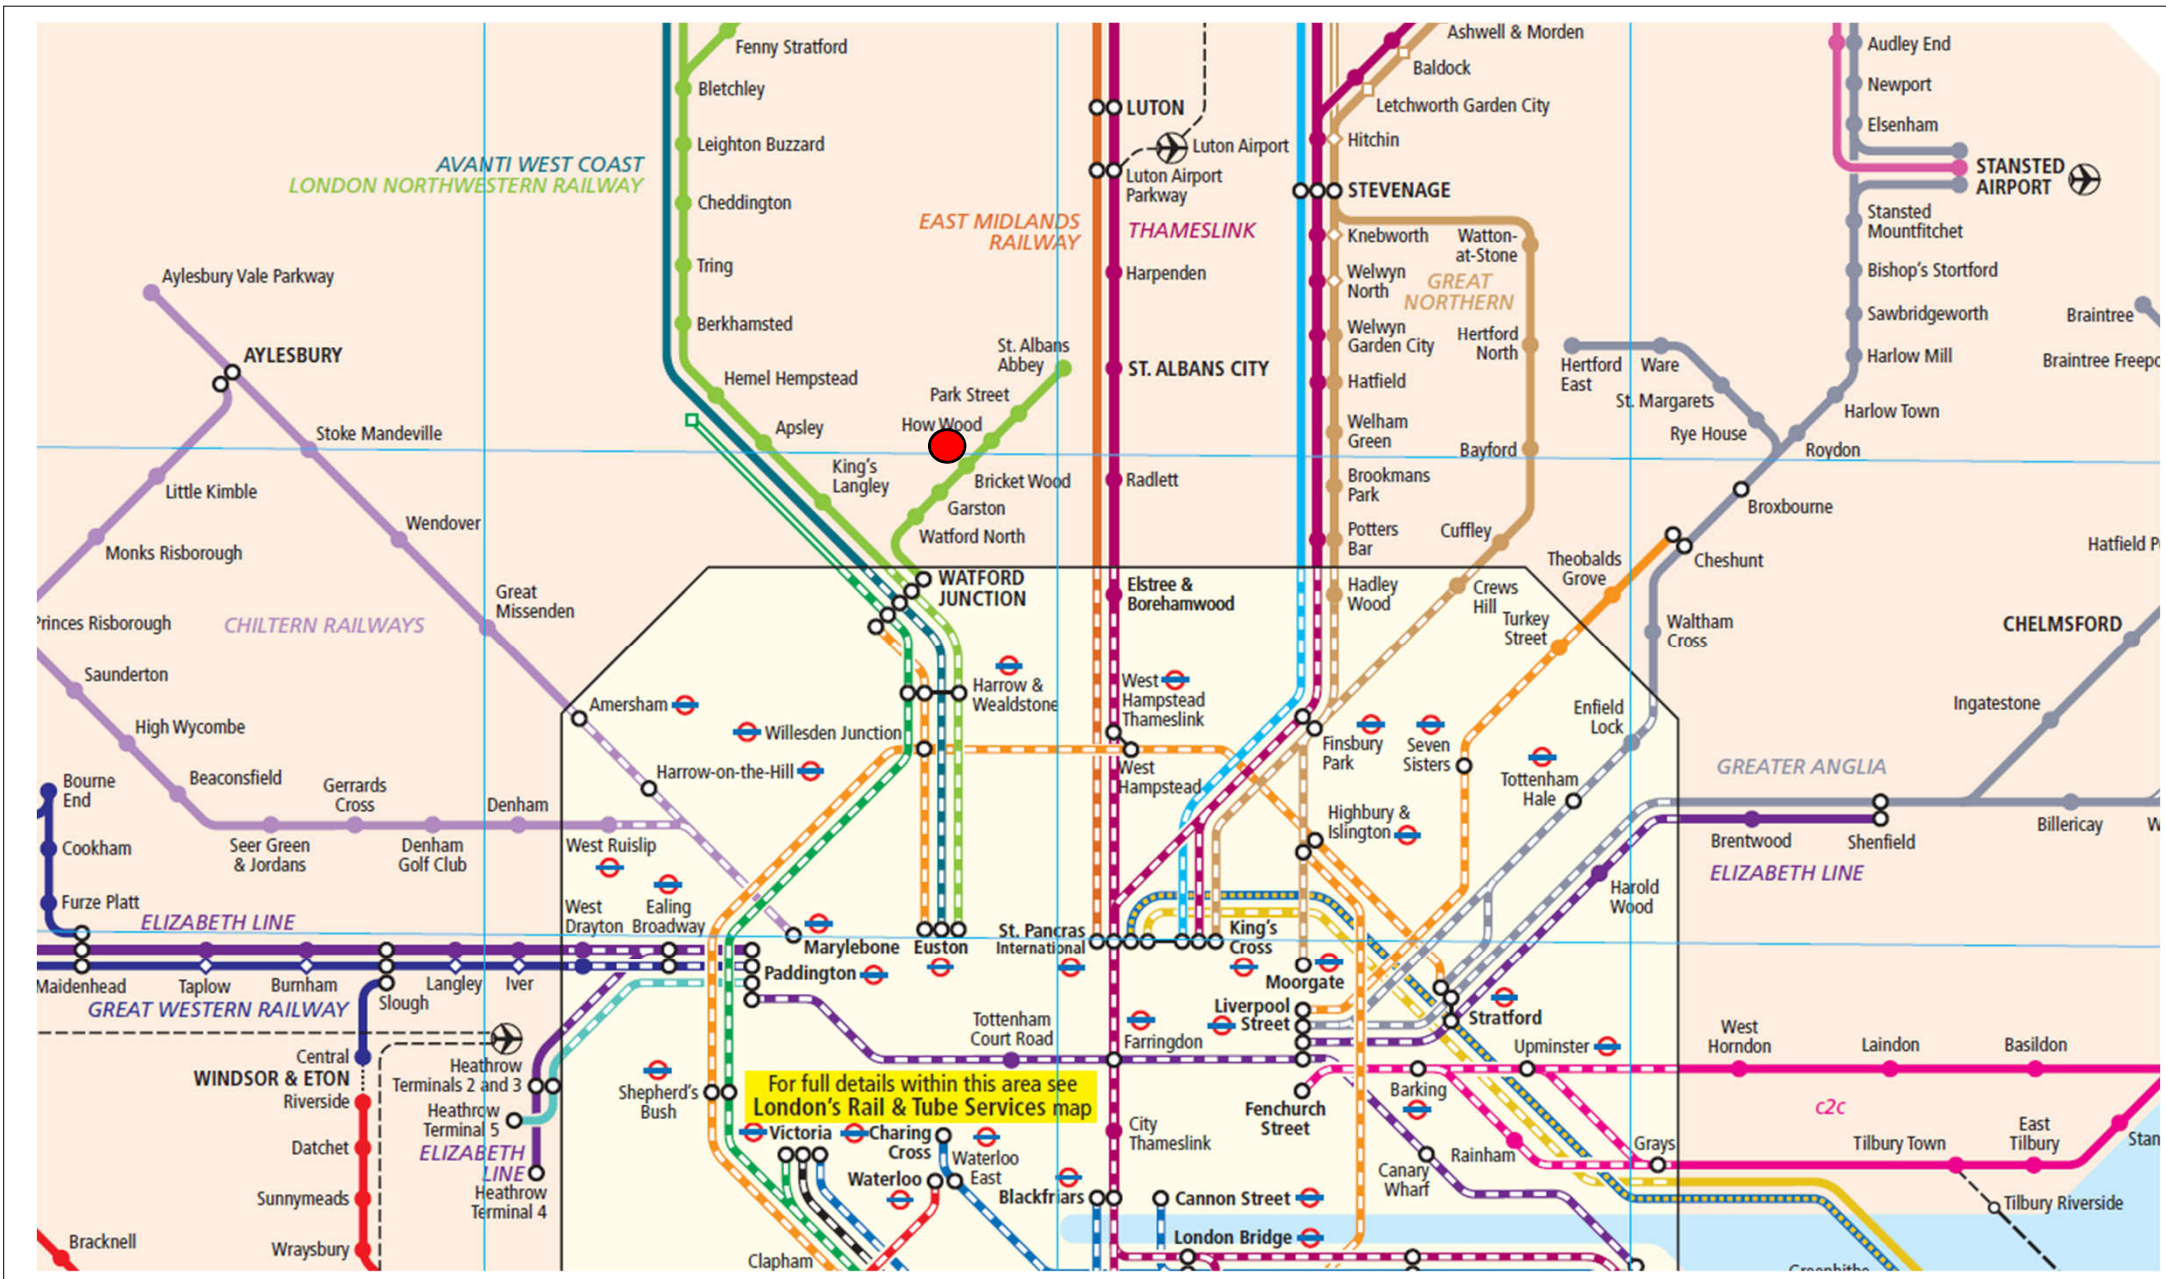 Fenny Stratford
Bletchley
Leighton Buzzard
AVANTI WEST COAST
LONDON NORTHWESTERN RAILWAY
Cheddington
Tring
Berkhamsted
Hemel Hempstead
Apsley
King's
Langley
Aylesbury Vale Parkway
AYLESBURY
Stoke Mandeville
Little Kimble
Wendover
Monks Risborough
Great
Missenden
Princes Risborough
CHILTERN RAILWAYS
Saunderton
High Wycombe
Beaconsfield
Gerrards
Cross
Denham
Seer Green
& Jordans
Denham
Golf Club
West Ruislip
Amersham
Harrow-on-the-Hill
Willesden Junction
St. Albans
Abbey
Park Street
How Wood
Bricket Wood
Garston
Watford North
WATFORD
JUNCTION
Harrow &
Wealdstone
LUTON
Luton Airport
Luton Airport
Parkway
EAST MIDLANDS
RAILWAY
THAMESLINK
Harpenden
ST. ALBANS CITY
Radlett
Elstree &
Borehamwood
West
Hampstead
Thameslink
West
Hampstead
Ashwell & Morden
Baldock
Letchworth Garden City
Hitchin
STEVENAGE
Knebworth
Watton-
at-Stone
Welwyn
North
GREAT
NORTHERN
Welwyn
Garden City
Hertford
North
Hatfield
Welham
Green
Bayford
Brookmans
Park
Potters
Bar
Cuffley
Hadley
Wood
Crews
Hill
Finsbury
Park
Seven
Sisters
Highbury &
Islington
Audley End
Newport
Elsenham
STANSTED
AIRPORT
Stansted
Mountfitchet
Bishop's Stortford
Sawbridgeworth
Harlow Mill
Harlow Town
Roydon
Hertford
East
Ware
St. Margarets
Rye House
Broxbourne
Cheshunt
Theobalds
Grove
Turkey
Street
Waltham
Cross
Enfield
Lock
Tottenham
Hale
Braintree
Braintree Freepo
Hatfield P
CHELMSFORD
Ingatestone
GREATER ANGLIA
Billericay
W
Brentwood
Shenfield
ELIZABETH LINE
Harold
Wood
Bourne
End
Cookham
Furze Platt
ELIZABETH LINE
West
Drayton
Ealing
Broadway
Marylebone
Euston
St. Pancras
International
King's
Cross
Moorgate
Paddington
Maidenhead
Taplow
Burnham
Slough
Langley
Iver
GREAT WESTERN RAILWAY
Liverpool
Street
Stratford
Tottenham
Court Road
Farringdon
Central
WINDSOR & ETON
Riverside
Datchet
Sunnymeads
Wraysbury
Bracknell
Heathrow
Terminals 2 and 3
Heathrow
Terminal 5
ELIZABETH
LINE
Heathrow
Terminal 4
Shepherd's
Bush
For full details within this area see
London's Rail & Tube Services map
Victoria
Charing
Cross
Waterloo
East
Waterloo
Clapham
City
Thameslink
Blackfriars
Cannon Street
London Bridge
Fenchurch
Street
Barking
Upminster
West
Horndon
Laindon
Basildon
c2c
Rainham
Canary
Wharf
Grays
Tilbury Town
East
Tilbury
Stan
Tilbury Riverside